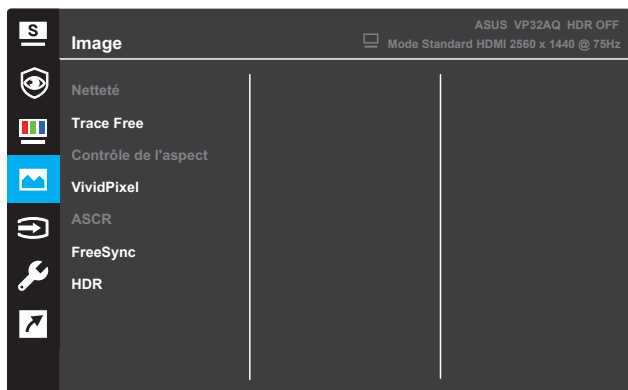 S
ASUS VP32AQ HDR OFF
Image
Mode Standard HDMI 2560 x 1440 @ 75Hz
Netteté
Trace Free
Contrôle de l'aspect
VividPixel
ASCR
FreeSync
HDR